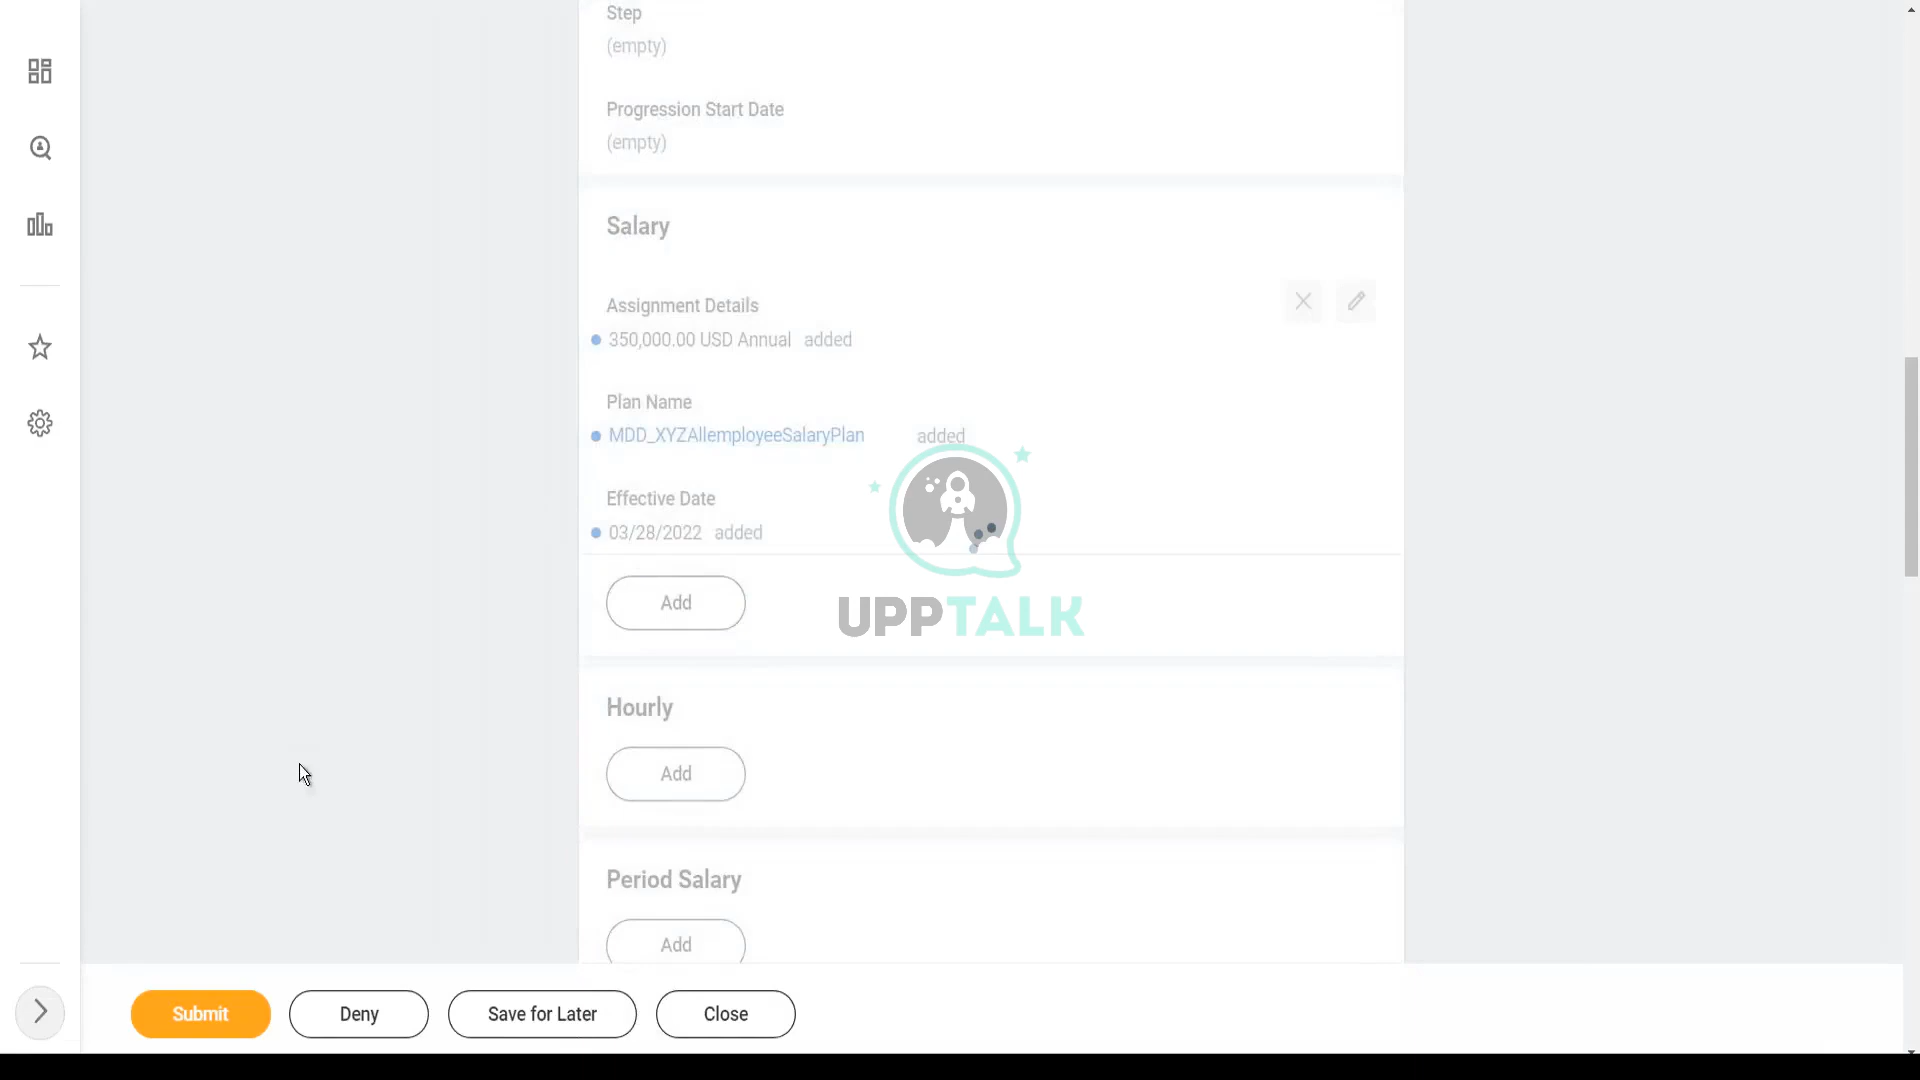 Step
(empty)
Progression Start Date
(empty)
Salary
Assignment Details
350,000.00 USD Annual added
Plan Name
MDD_XYZAllemployeeSalaryPlan added
Effective Date
03/28/2022 added
Add
UPPTALK
Hourly
Add
Period Salary
Add
Submit Deny Save for Later Close